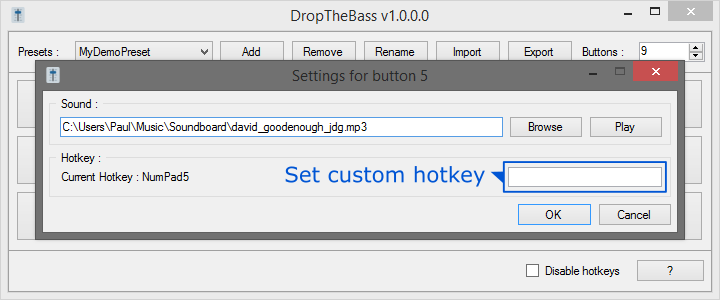 DropTheBass v1.0.0.0
Presets : MyDemoPreset Add Remove Rename Import Export Buttons : 9
Settings for button 5
Sound :
C:\Users\Paul\Music\Soundboard\david_goodenough_jdg.mp3 Browse Play
Hotkey :
Current Hotkey : NumPad5 Set custom hotkey
OK Cancel
Disable hotkeys ?